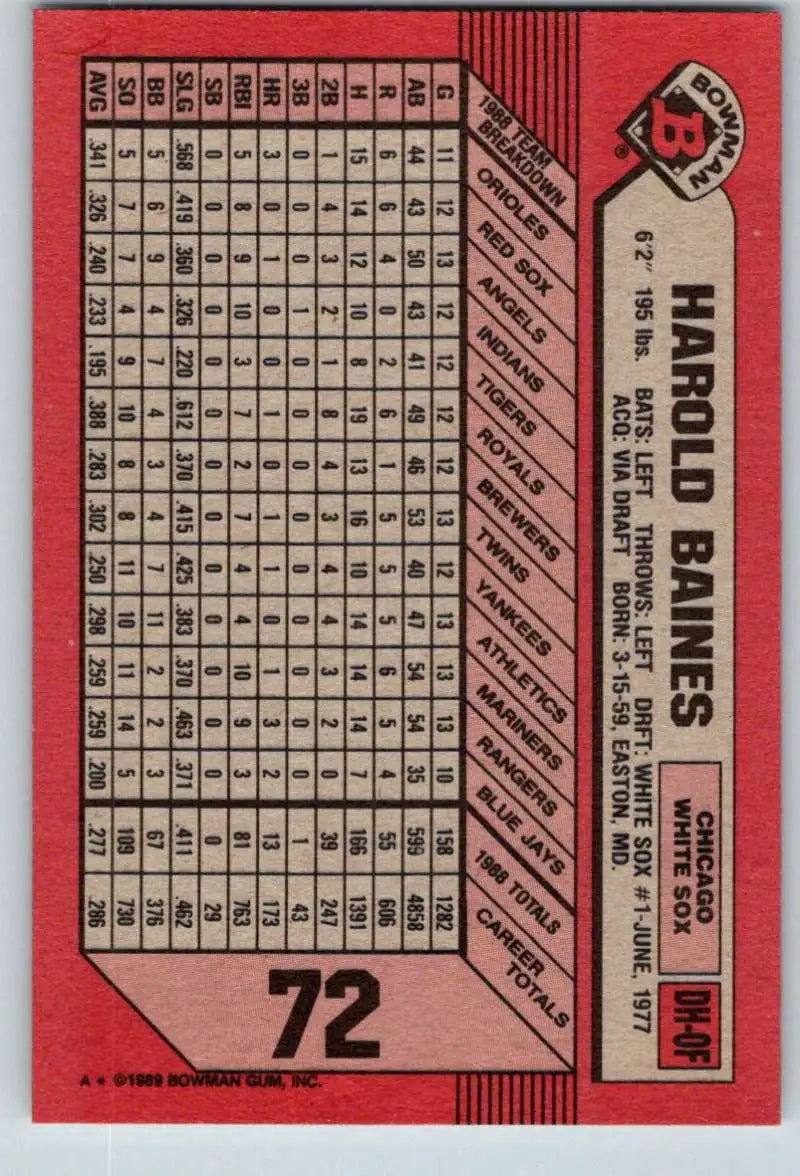 BOWMAN
B
®
HAROLD BAINES
CHICAGO
WHITE SOX
DH-OF
6'2" 195 lbs. BATS: LEFT THROWS: LEFT DRFT: WHITE SOX #1-JUNE, 1977
ACQ: VIA DRAFT BORN: 3-15-59, EASTON, MD.
1988 TEAM
BREAKDOWN
G AB R H 2B 3B HR RBI SB SLG BB SO AVG
ORIOLES 11 44 6 15 1 0 3 5 0 .568 5 5 .341
RED SOX 12 43 6 14 4 0 0 8 0 .419 6 7 .326
ANGELS 13 50 4 12 3 0 1 9 0 .360 9 7 .240
INDIANS 12 43 0 10 2 1 0 10 0 .326 4 4 .233
TIGERS 12 41 2 8 1 0 0 3 0 .220 7 9 .195
ROYALS 12 49 6 19 8 0 1 7 0 .612 4 10 .388
BREWERS 12 46 1 13 4 0 0 2 0 .370 3 8 .283
TWINS 13 53 5 16 3 0 1 7 0 .415 4 8 .302
YANKEES 12 40 5 10 4 0 1 4 0 .425 7 11 .250
ATHLETICS 13 47 5 14 4 0 0 4 0 .383 11 10 .298
MARINERS 13 54 6 14 3 0 1 10 0 .370 2 11 .259
RANGERS 13 54 5 14 2 0 3 9 0 .463 2 14 .259
BLUE JAYS 10 35 4 7 0 0 2 3 0 .371 3 5 .200
1988 TOTALS 158 599 55 166 39 1 13 81 0 .411 67 109 .277
CAREER TOTALS 1282 4858 606 1391 247 43 173 763 29 .462 376 730 .286
72
A * ©1989 BOWMAN GUM, INC.